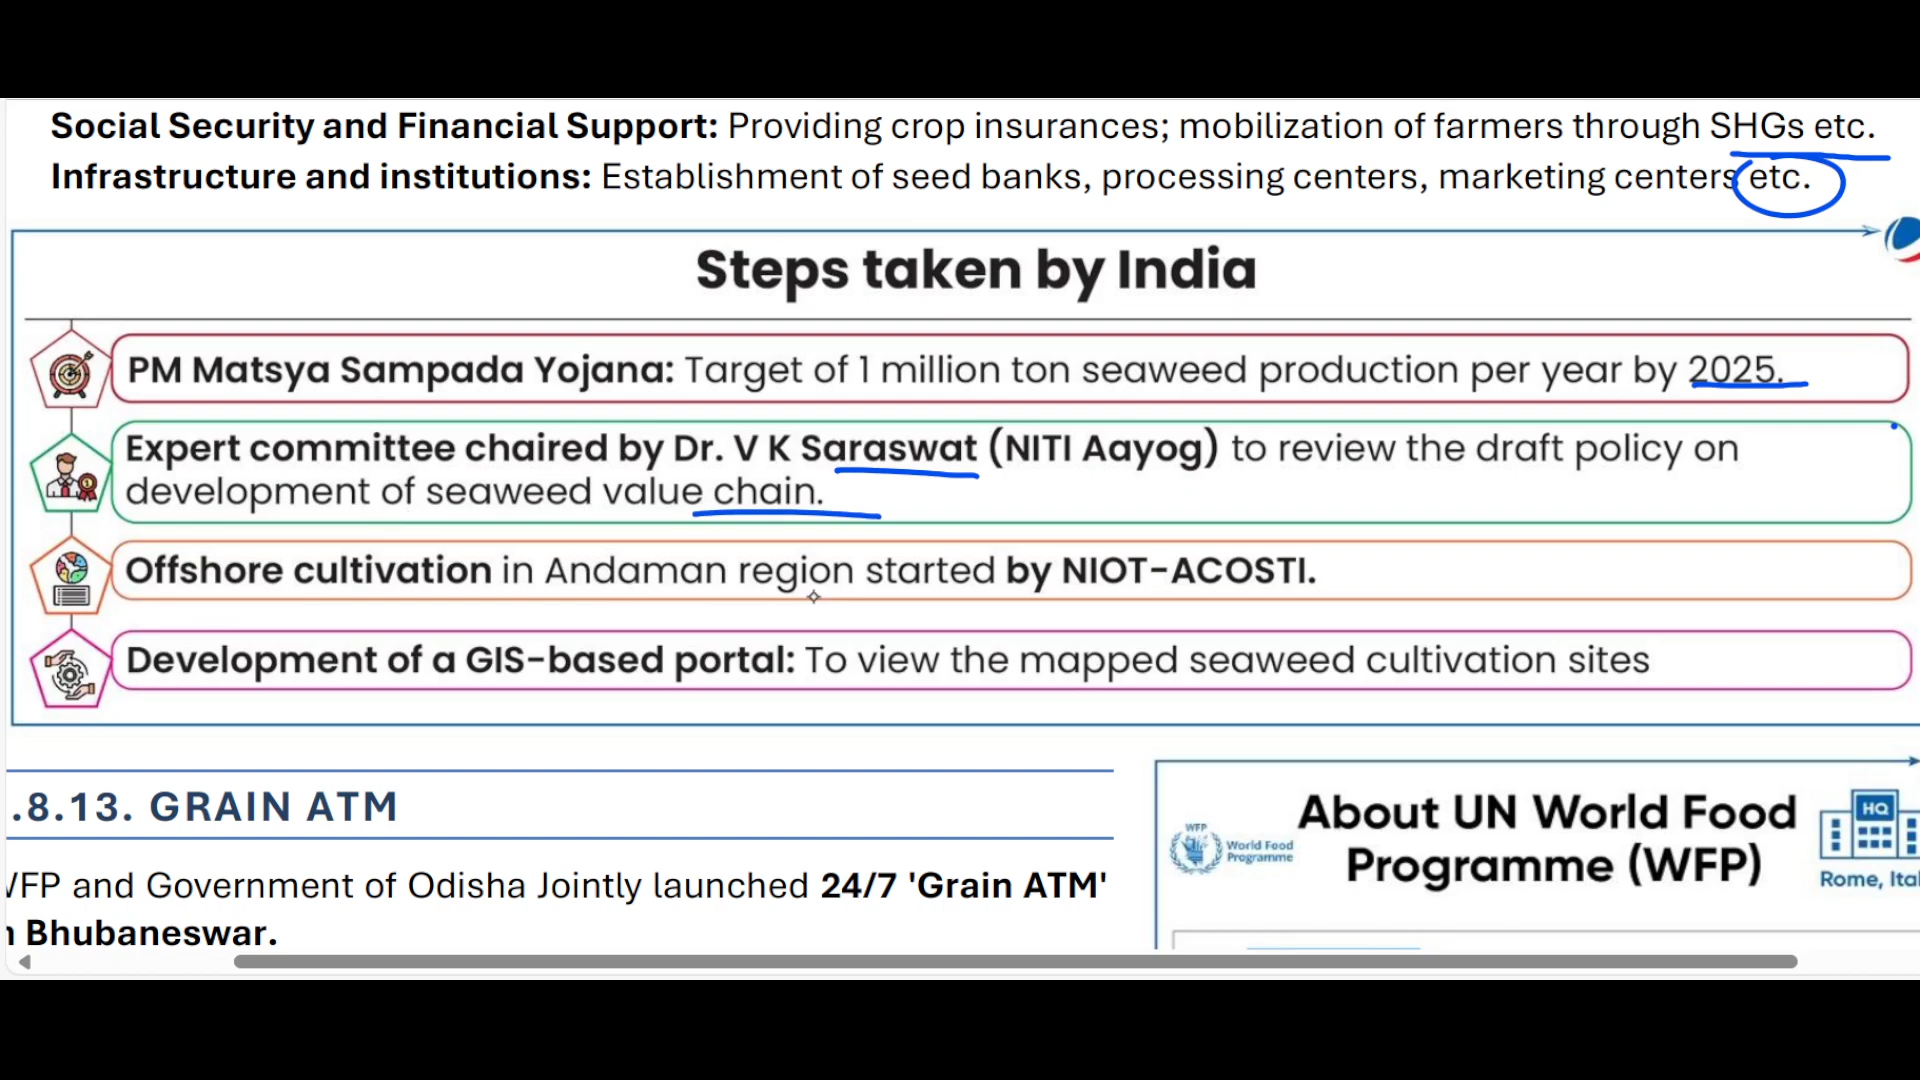 Social Security and Financial Support: Providing crop insurances; mobilization of farmers through SHGs etc.
Infrastructure and institutions: Establishment of seed banks, processing centers, marketing centers etc.
Steps taken by India
PM Matsya Sampada Yojana: Target of 1 million ton seaweed production per year by 2025.
Expert committee chaired by Dr. V K Saraswat (NITI Aayog) to review the draft policy on
development of seaweed value chain.
Offshore cultivation in Andaman region started by NIOT-ACOSTI.
Development of a GIS-based portal: To view the mapped seaweed cultivation sites
.8.13. GRAIN ATM
WFP and Government of Odisha Jointly launched 24/7 'Grain ATM'
Bhubaneswar.
About UN World Food
Programme (WFP)
WFP
World Food
Programme
HQ
Rome, Ital